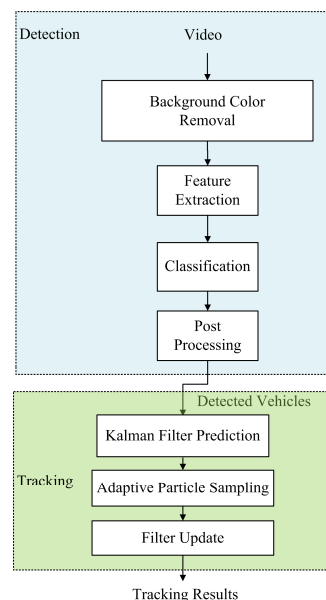 Detection
Video
Background Color
Removal
Feature
Extraction
Classification
Post
Processing
Detected Vehicles
Kalman Filter Prediction
Tracking
Adaptive Particle Sampling
Filter Update
Tracking Results